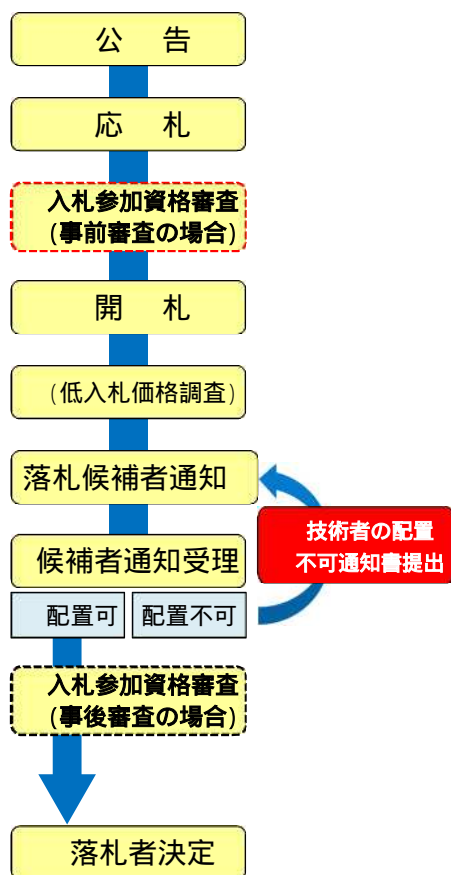 公 告
応 札
入札参加資格審査
(事前審査の場合)
開 札
(低入札価格調査)
落札候補者通知
技術者の配置
不可通知書提出
候補者通知受理
配置可 配置不可
入札参加資格審査
(事後審査の場合)
落札者決定